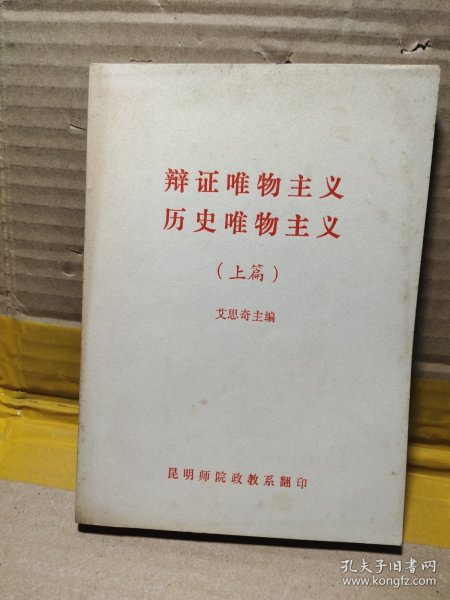 辩证唯物主义
历史唯物主义
（上篇）
艾思奇主编
昆明师院政教系翻印
孔夫子旧书网
www.kongfz.com